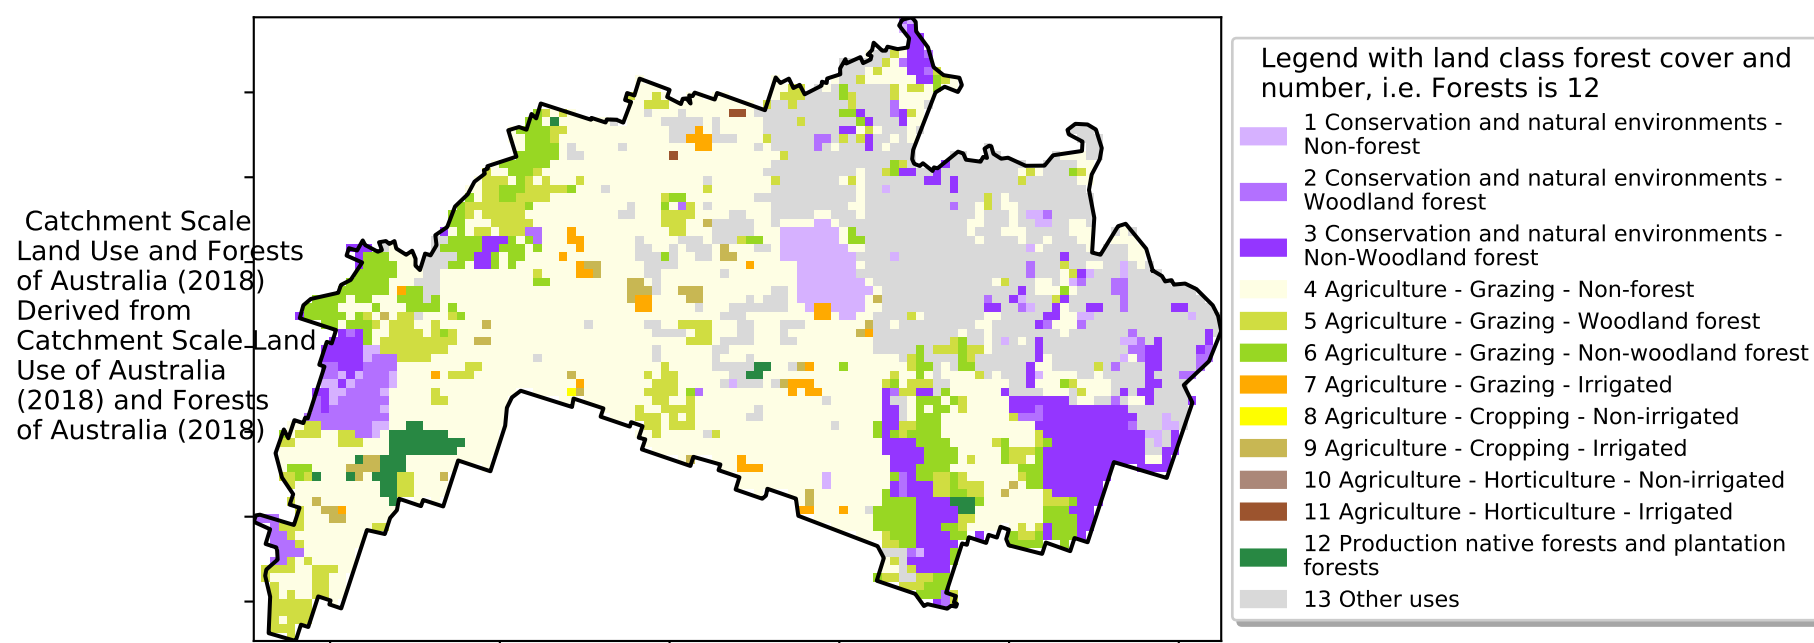 Catchment Scale
Land Use and Forests
of Australia (2018)
Derived from
Catchment Scale Land
Use of Australia
(2018) and Forests
of Australia (2018)
Legend with land class forest cover and
number, i.e. Forests is 12
1 Conservation and natural environments -
Non-forest
2 Conservation and natural environments -
Woodland forest
3 Conservation and natural environments -
Non-Woodland forest
4 Agriculture - Grazing - Non-forest
5 Agriculture - Grazing - Woodland forest
6 Agriculture - Grazing - Non-woodland forest
7 Agriculture - Grazing - Irrigated
8 Agriculture - Cropping - Non-irrigated
9 Agriculture - Cropping - Irrigated
10 Agriculture - Horticulture - Non-irrigated
11 Agriculture - Horticulture - Irrigated
12 Production native forests and plantation
forests
13 Other uses